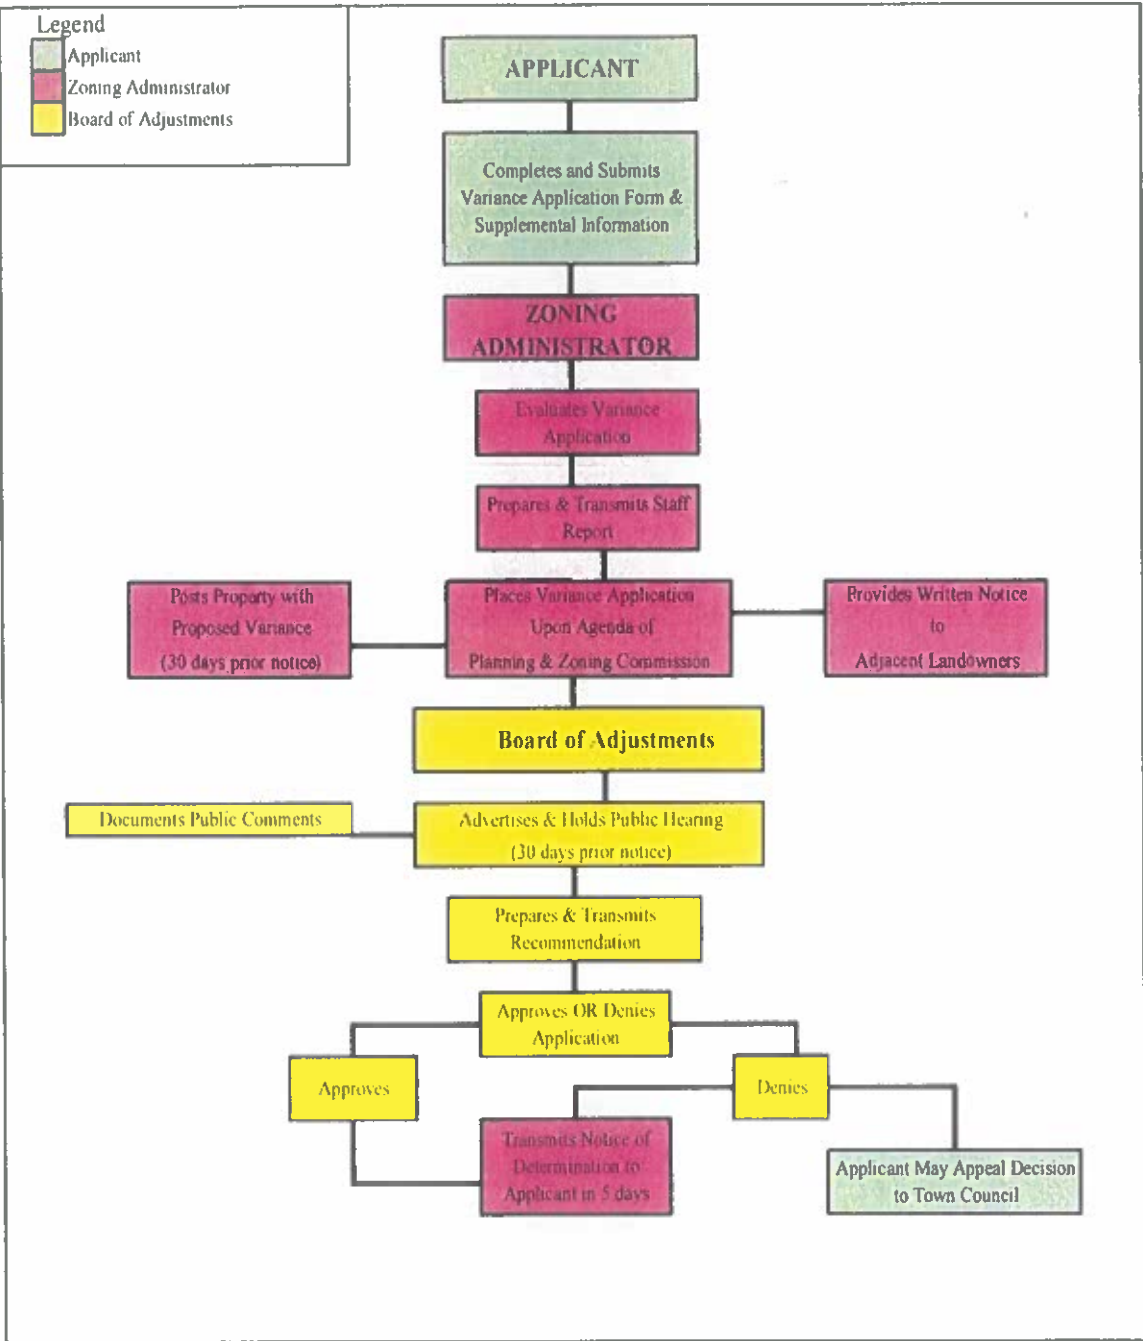 Legend
Applicant
Zoning Administrator
Board of Adjustments
APPLICANT
Completes and Submits
Variance Application Form &
Supplemental Information
ZONING
ADMINISTRATOR
Evaluates Variance
Application
Prepares & Transmits Staff
Report
Posts Property with
Proposed Variance
(30 days prior notice)
Places Variance Application
Upon Agenda of
Planning & Zoning Commission
Provides Written Notice
to
Adjacent Landowners
Board of Adjustments
Documents Public Comments
Advertises & Holds Public Hearing
(30 days prior notice)
Prepares & Transmits
Recommendation
Approves OR Denies
Application
Approves
Denies
Transmits Notice of
Determination to
Applicant in 5 days
Applicant May Appeal Decision
to Town Council